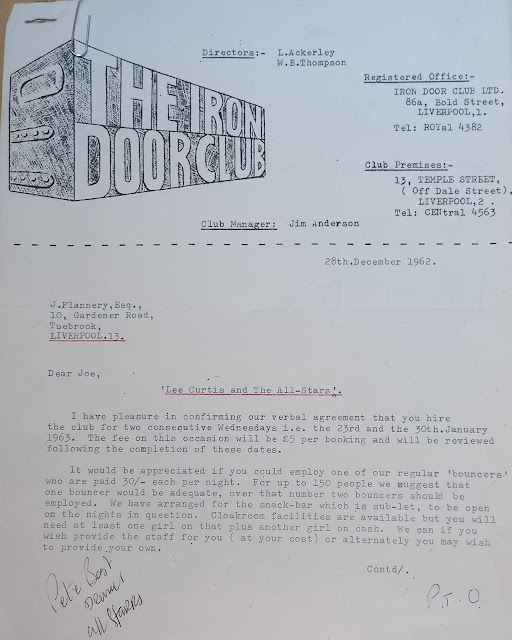 THE IRON
DOOR CLUB
Directors:- L.Ackerley
W.B.Thompson
Registered Office:-
IRON DOOR CLUB LTD.
86a, Bold Street,
LIVERPOOL,1.
Tel: ROYal 4382
Club Premises:-
13, TEMPLE STREET,
( Off Dale Street),
LIVERPOOL,2 .
Tel: CENtral 4563
Club Manager: Jim Anderson
28th.December 1962.
J.Flannery,Esq.,
10, Gardener Road,
Tuebrook,
LIVERPOOL.13.
Dear Joe,
'Lee Curtis and The All-Stars'.
I have pleasure in confirming our verbal agreement that you hire
the club for two consecutive Wednesdays i.e. the 23rd and the 30th.January
1963. The fee on this occasion will be £5 per booking and will be reviewed
following the completion of these dates.
It would be appreciated if you could employ one of our regular 'bouncers'
who are paid 30/- each per night. For up to 150 people we suggest that
one bouncer would be adequate, over that number two bouncers should be
employed. We have arranged for the snack-bar which is sub-let, to be open
on the nights in question. Cloakroom facilities are available but you will
need at least one girl on that plus another girl on cash. We can if you
wish provide the staff for you ( at your cost) or alternately you may wish
to provide your own.
Contd/.
Pete Best
all stars
P.T.O